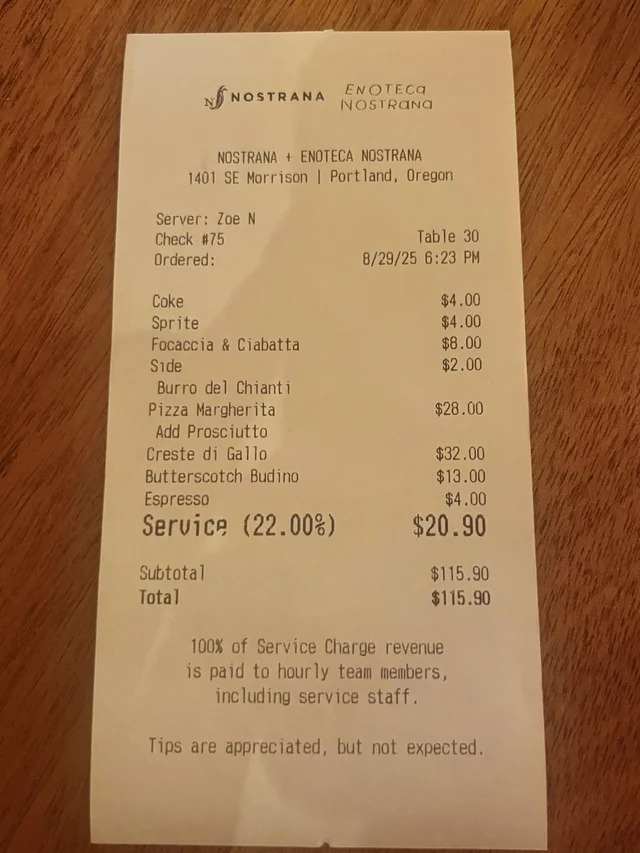 NOSTRANA ENOTECA NOSTRANA
NOSTRANA + ENOTECA NOSTRANA
1401 SE Morrison | Portland, Oregon
Server: Zoe N
Check #75 Table 30
Ordered: 8/29/25 6:23 PM
Coke $4.00
Sprite $4.00
Focaccia & Ciabatta $8.00
Side $2.00
Burro del Chianti
Pizza Margherita $28.00
Add Prosciutto
Creste di Gallo $32.00
Butterscotch Budino $13.00
Espresso $4.00
Service (22.00%) $20.90
Subtotal $115.90
Total $115.90
100% of Service Charge revenue
is paid to hourly team members,
including service staff.
Tips are appreciated, but not expected.